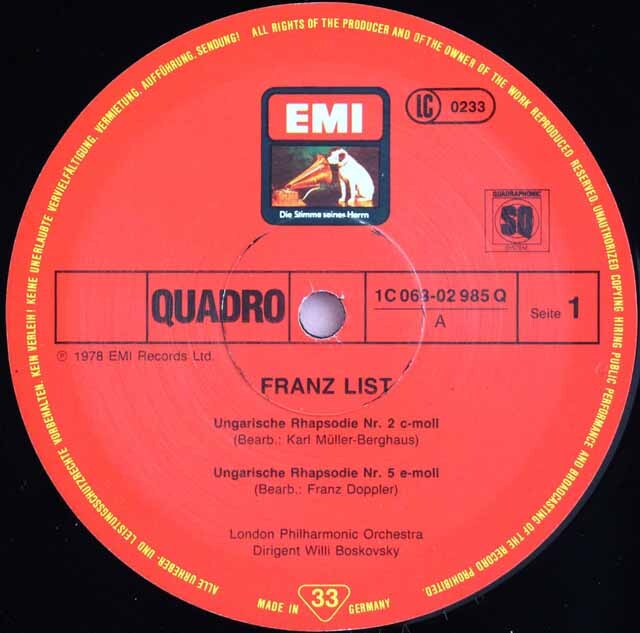 ALLE URHEBER- UND LEISTUNGSSCHUTZRECHTE VORBEHALTEN. KEIN VERLEIH! KEINE UNERLAUBTE VERVIELFÄLTIGUNG, VERMIETUNG, AUFFÜHRUNG, SENDUNG!
ALL RIGHTS OF THE PRODUCER AND OF THE OWNER OF THE WORK REPRODUCED RESERVED. UNAUTHORIZED COPYING HIRING PUBLIC PERFORMANCE AND BROADCASTING OF THE RECORD PROHIBITED.
EMI
Die Stimme seines Herrn
LC 0233
QUADRAPHONIC
SQ
SYSTEM
QUADRO
1C 063-02 985 Q
A
Seite 1
℗ 1978 EMI Records Ltd.
FRANZ LIST
Ungarische Rhapsodie Nr. 2 c-moll
(Bearb.: Karl Müller-Berghaus)
Ungarische Rhapsodie Nr. 5 e-moll
(Bearb.: Franz Doppler)
London Philharmonic Orchestra
Dirigent Willi Boskovsky
MADE IN 33 GERMANY